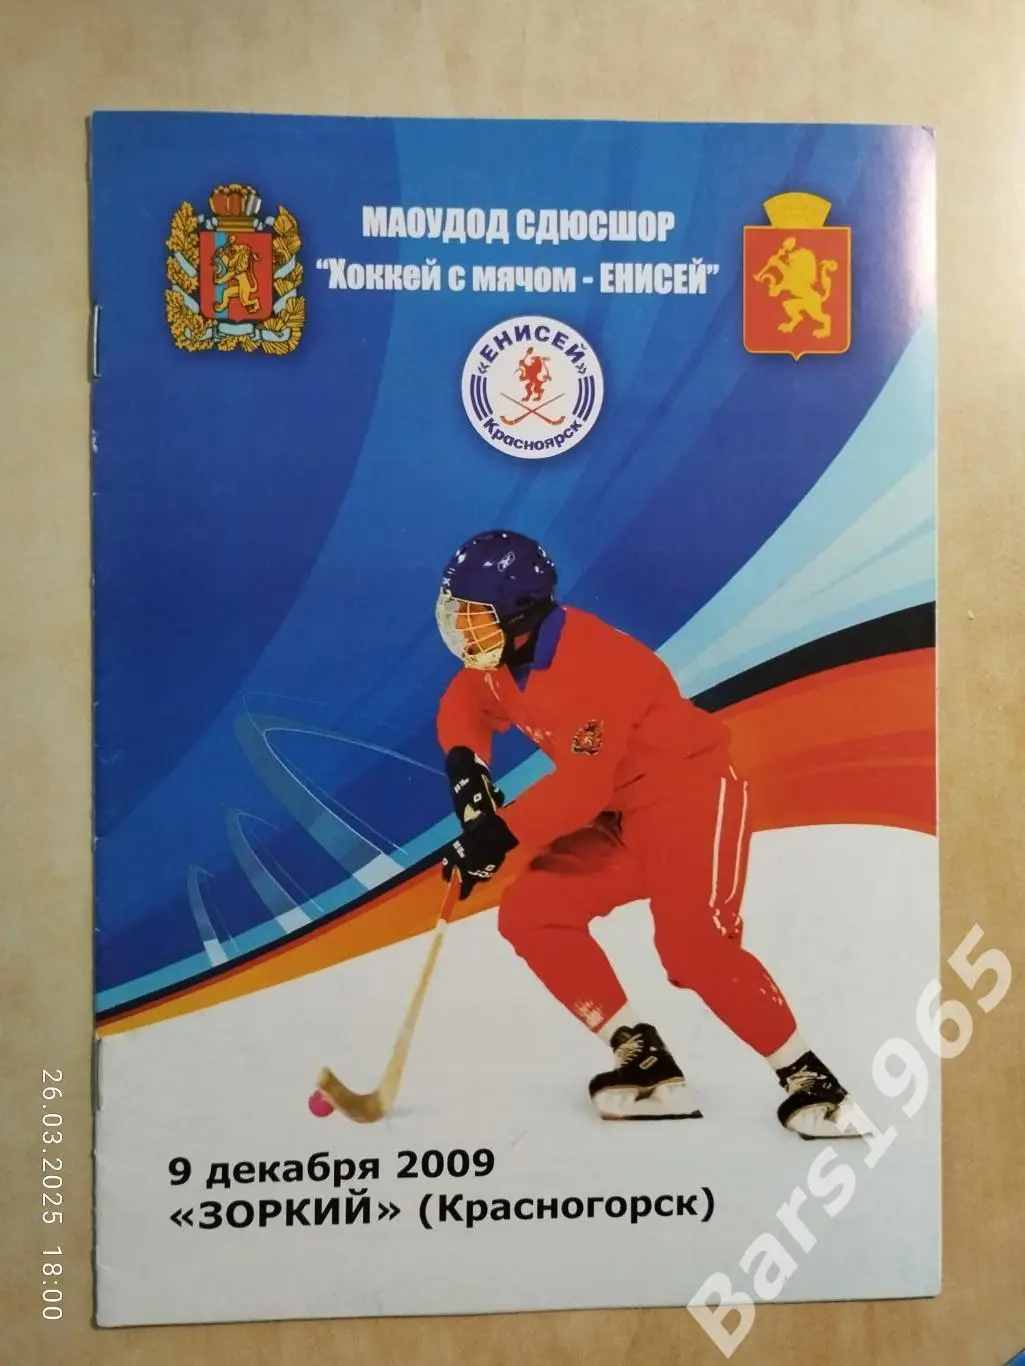 МАОУДОД СДЮСШОР
"Хоккей с мячом - ЕНИСЕЙ"
«ЕНИСЕЙ»
Красноярск
9 декабря 2009
«ЗОРКИЙ» (Красногорск)
26.03.2025 18:00
Bars1965